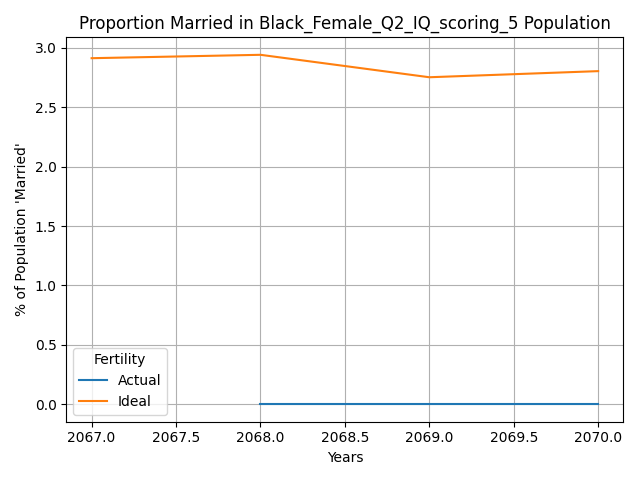 Proportion Married in Black_Female_Q2_IQ_scoring_5 Population
3.0
2.5
2.0
1.5
1.0
0.5
0.0
% of Population 'Married'
Fertility
Actual
Ideal
2067.0 2067.5 2068.0 2068.5 2069.0 2069.5 2070.0
Years